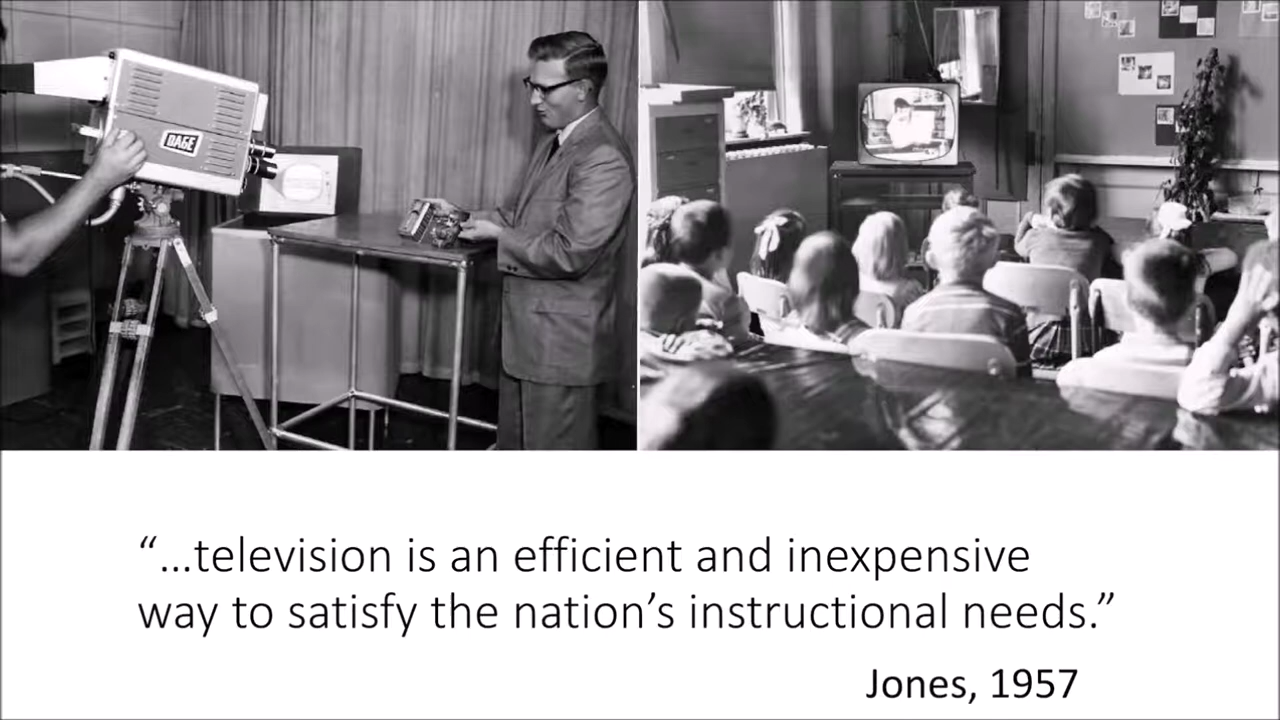 DAGE
“...television is an efficient and inexpensive
way to satisfy the nation’s instructional needs.”
Jones, 1957